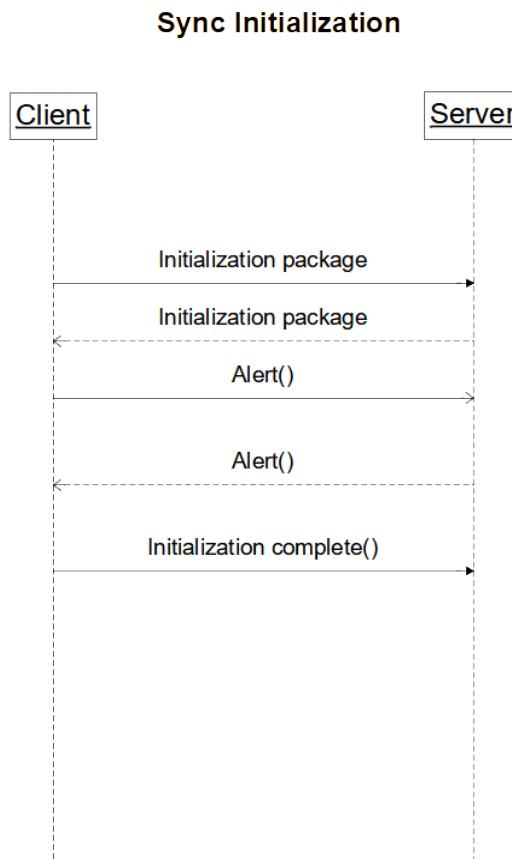 Sync Initialization
Client
Server
Initialization package
Initialization package
Alert()
Alert()
Initialization complete()